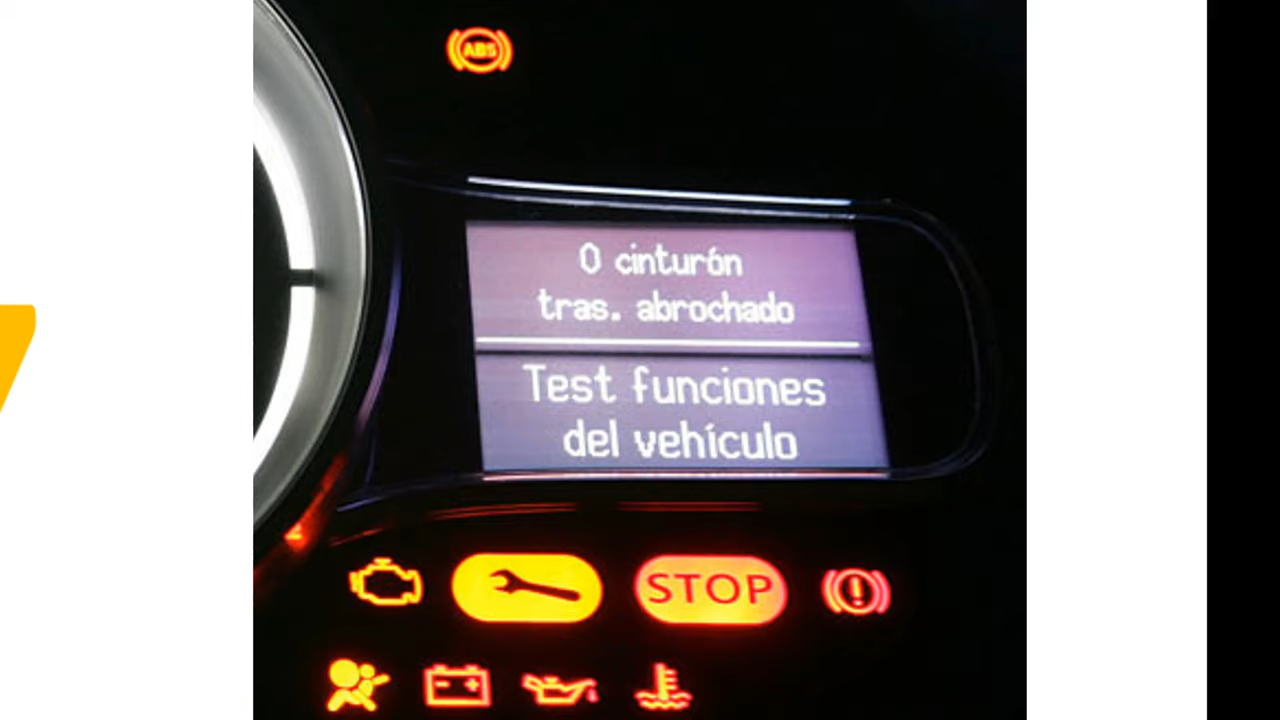 ABS
0 cinturón
tras. abrochado
Test funciones
del vehículo
STOP